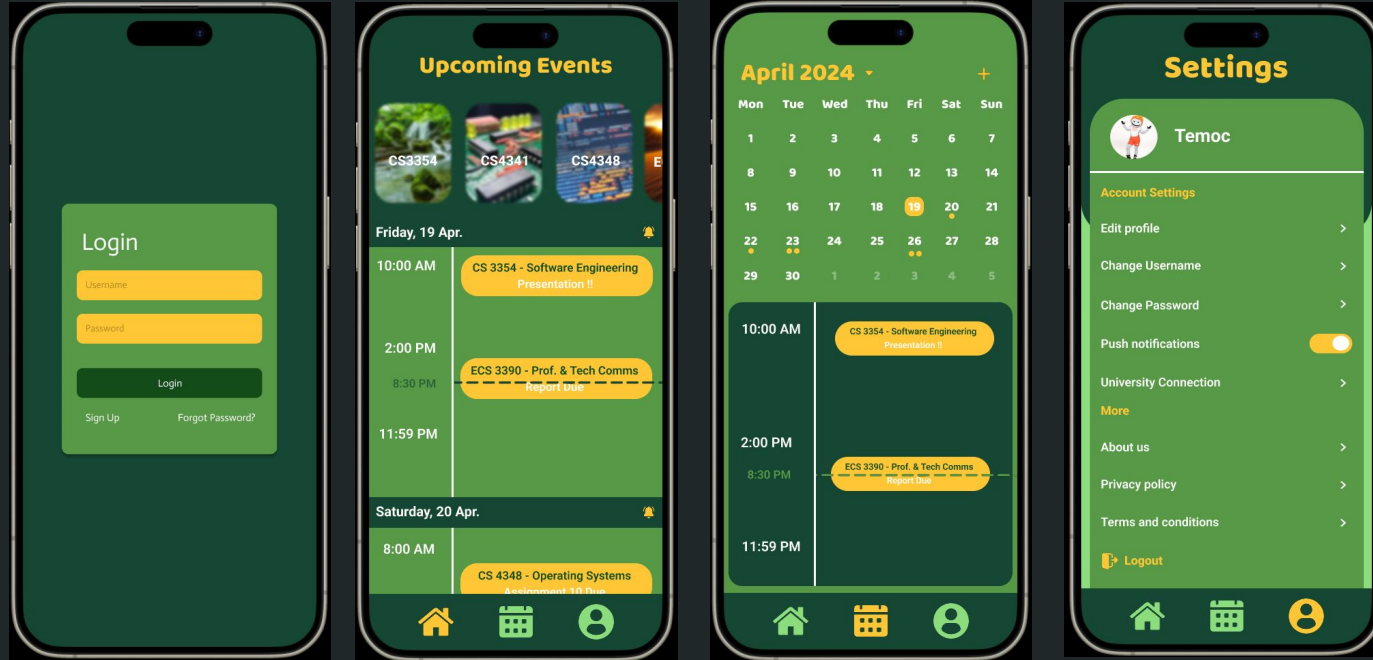 Login
Username
Password
Login
Sign Up Forgot Password?
Upcoming Events
CS3354 CS4341 CS4348 E
Friday, 19 Apr.
10:00 AM
CS 3354 - Software Engineering
Presentation !!
2:00 PM
ECS 3390 - Prof. & Tech Comms
8:30 PM
Report Due
11:59 PM
Saturday, 20 Apr.
8:00 AM
CS 4348 - Operating Systems
Assignment 10 Due
April 2024 +
Mon Tue Wed Thu Fri Sat Sun
1 2 3 4 5 6 7
8 9 10 11 12 13 14
15 16 17 18 19 20 21
22 23 24 25 26 27 28
29 30 1 2 3 4 5
10:00 AM
CS 3354 - Software Engineering
Presentation !!
2:00 PM
ECS 3390 - Prof. & Tech Comms
8:30 PM
Report Due
11:59 PM
Settings
Temoc
Account Settings
Edit profile >
Change Username >
Change Password >
Push notifications
University Connection >
More
About us >
Privacy policy >
Terms and conditions >
Logout